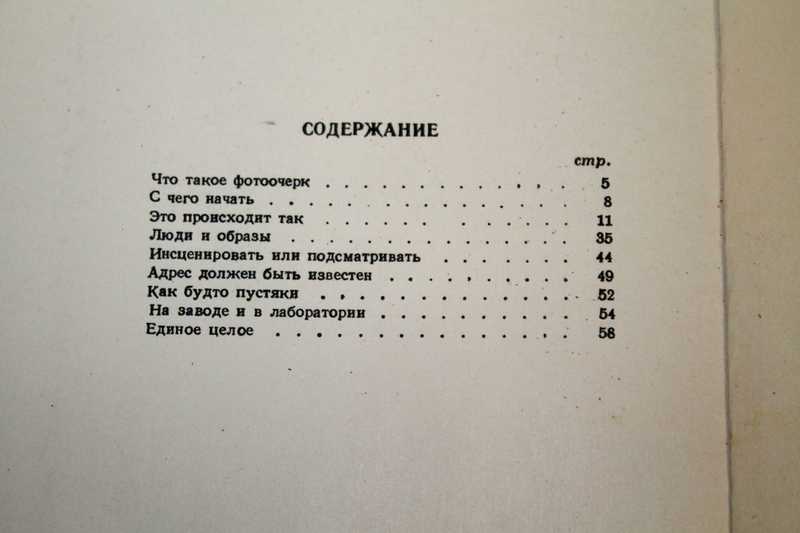 СОДЕРЖАНИЕ
стр.
Что такое фотоочерк . . . . . . . . . . . . . 5
С чего начать . . . . . . . . . . . . . . . . 8
Это происходит так . . . . . . . . . . . . 11
Люди и образы . . . . . . . . . . . . . . . 35
Инсценировать или подсматривать . . . . . . . 44
Адрес должен быть известен . . . . . . . . . . 49
Как будто пустяки . . . . . . . . . . . . . . 52
На заводе и в лаборатории . . . . . . . . . . 54
Единое целое . . . . . . . . . . . . . . . 58